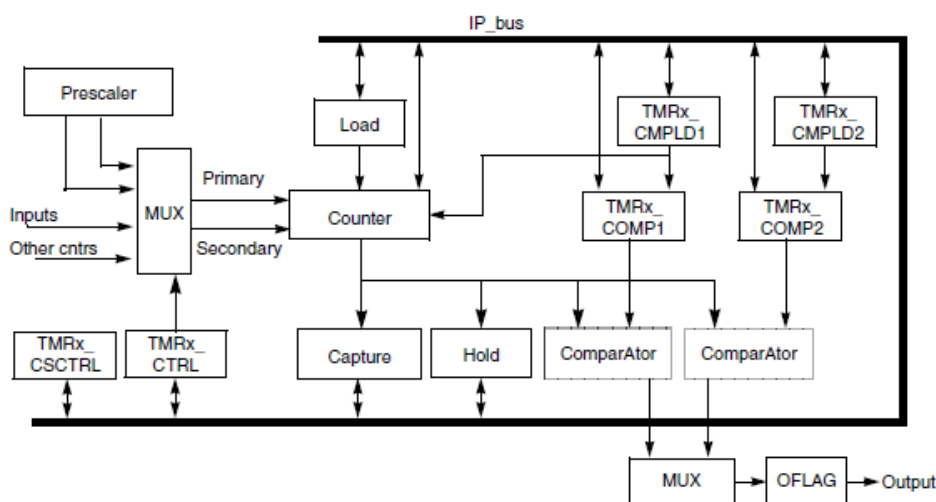 IP_bus
Prescaler
Load
TMRx_
CMPLD1
TMRx_
CMPLD2
MUX
Primary
Secondary
Inputs
Other cntrs
Counter
TMRx_
COMP1
TMRx_
COMP2
TMRx_
CSCTRL
TMRx_
CTRL
Capture
Hold
ComparAtor
ComparAtor
MUX
OFLAG
Output